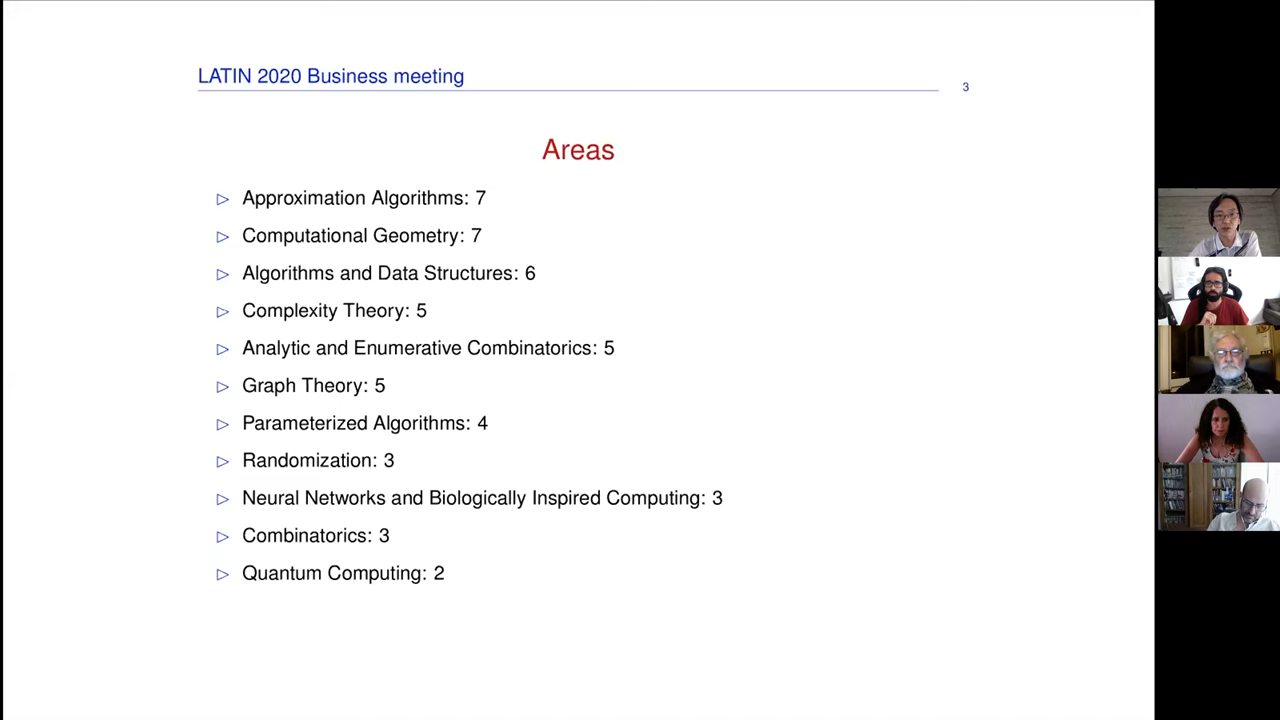 LATIN 2020 Business meeting
3
Areas
▷ Approximation Algorithms: 7
▷ Computational Geometry: 7
▷ Algorithms and Data Structures: 6
▷ Complexity Theory: 5
▷ Analytic and Enumerative Combinatorics: 5
▷ Graph Theory: 5
▷ Parameterized Algorithms: 4
▷ Randomization: 3
▷ Neural Networks and Biologically Inspired Computing: 3
▷ Combinatorics: 3
▷ Quantum Computing: 2